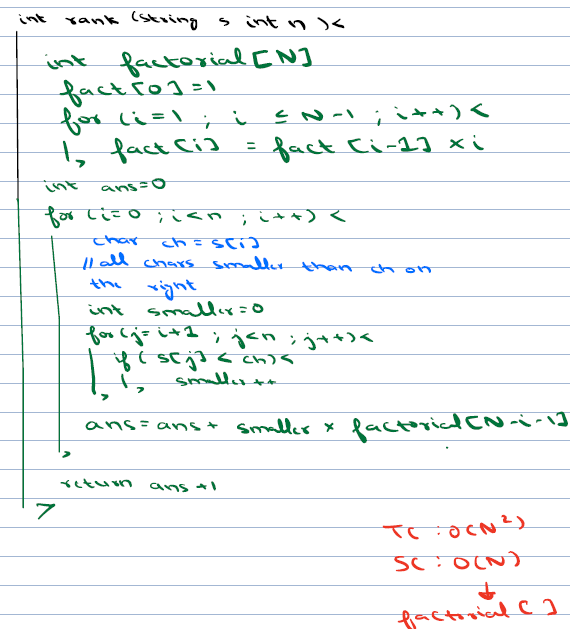 int rank (string s int n ) <
int factorial [N]
fact [0] = 1
for (i=1 ; i ≤ N-1 ; i++) <
fact [i] = fact [i-1] × i
int ans=0
for (i=0 ; i<n ; i++) <
char ch = s[i]
// all chars smaller than ch on
the right
int smaller=0
for (j= i+1 ; j<n ; j++) <
if ( s[j] < ch) <
smaller ++
ans = ans + smaller × factorial [N-i-1]
return ans +1
>
TC : O(N²)
SC : O(N)
↓
factorial [ ]